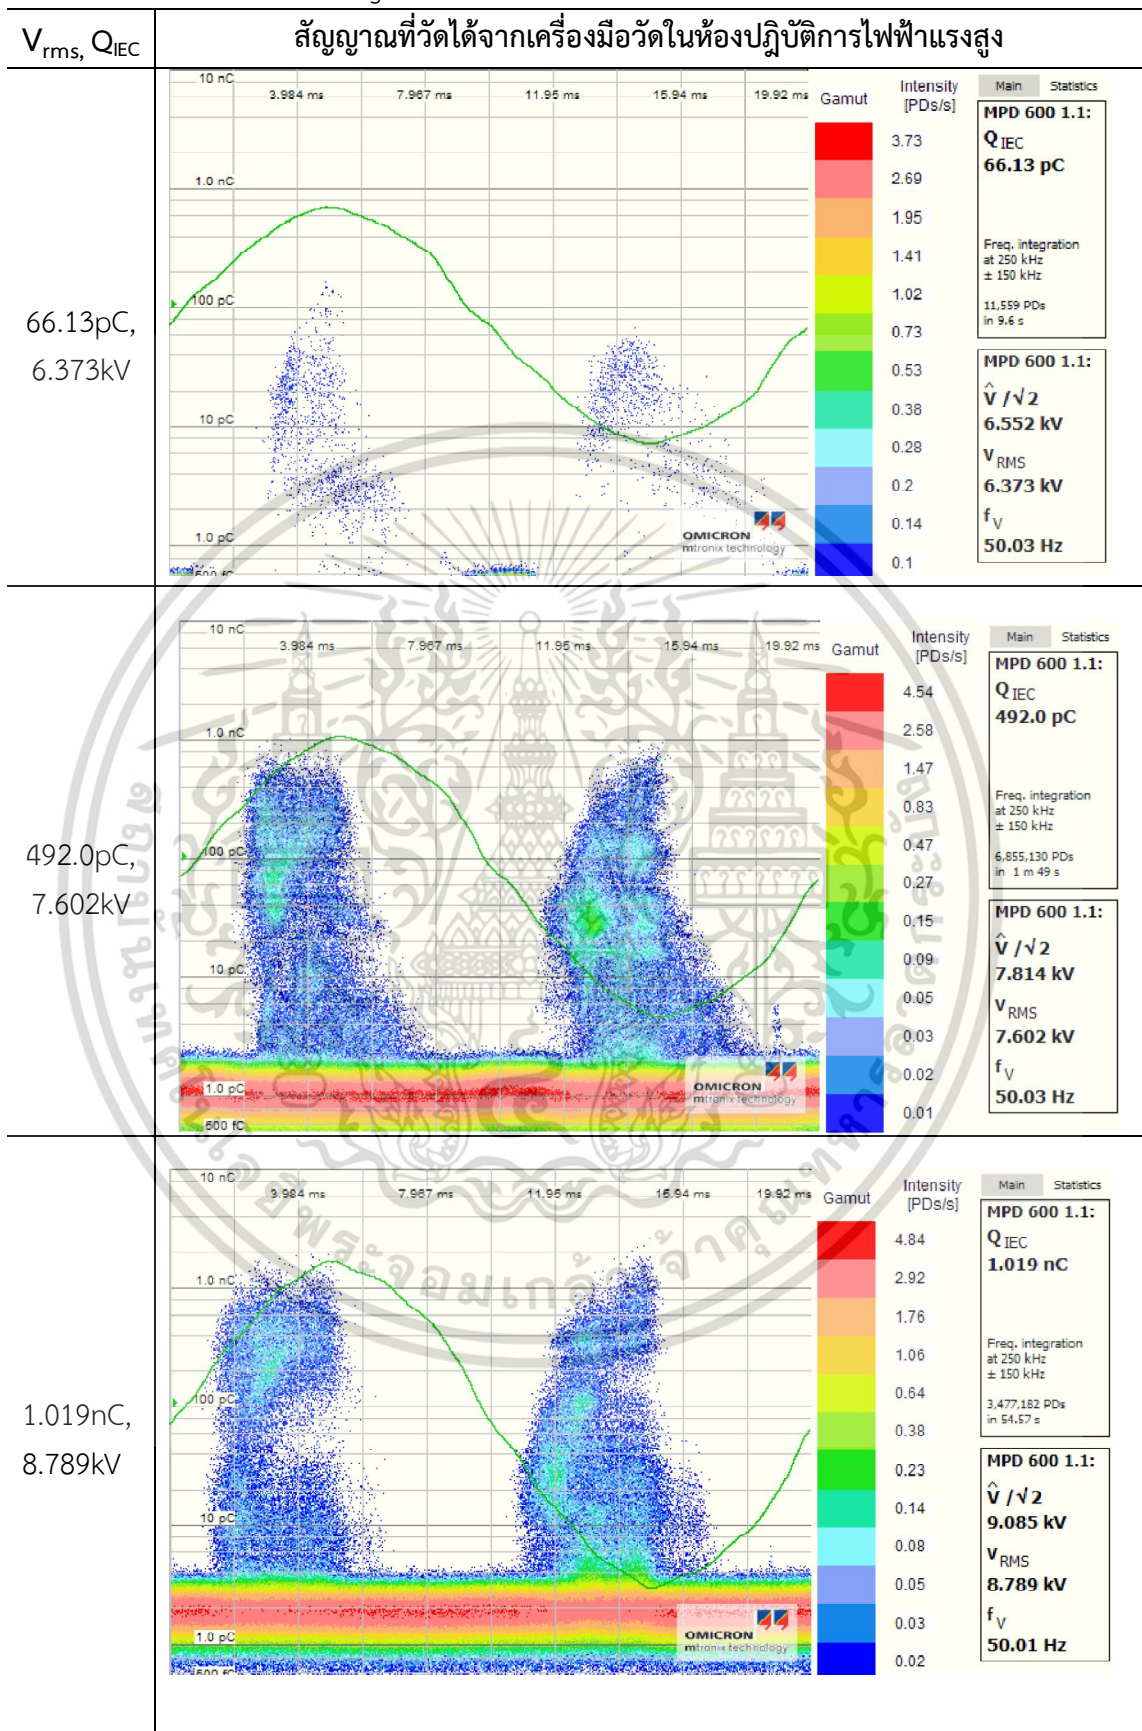 V_rms, Q_IEC
สัญญาณที่วัดได้จากเครื่องมือวัดในห้องปฏิบัติการไฟฟ้าแรงสูง
66.13pC,
6.373kV
10 nC
3.984 ms 7.967 ms 11.95 ms 15.94 ms 19.92 ms
1.0 nC
100 pC
10 pC
1.0 pC
500 fC
OMICRON
mtronix technology
Gamut
Intensity
[PDs/s]
3.73
2.69
1.95
1.41
1.02
0.73
0.53
0.38
0.28
0.2
0.14
0.1
Main Statistics
MPD 600 1.1:
Q IEC
66.13 pC
Freq. integration
at 250 kHz
± 150 kHz
11,559 PDs
in 9.6 s
MPD 600 1.1:
V̂ /√2
6.552 kV
V RMS
6.373 kV
f V
50.03 Hz
492.0pC,
7.602kV
10 nC
3.984 ms 7.967 ms 11.95 ms 15.94 ms 19.92 ms
1.0 nC
100 pC
10 pC
1.0 pC
500 fC
OMICRON
mtronix technology
Gamut
Intensity
[PDs/s]
4.54
2.58
1.47
0.83
0.47
0.27
0.15
0.09
0.05
0.03
0.02
0.01
Main Statistics
MPD 600 1.1:
Q IEC
492.0 pC
Freq. integration
at 250 kHz
± 150 kHz
6,855,130 PDs
in 1 m 49 s
MPD 600 1.1:
V̂ /√2
7.814 kV
V RMS
7.602 kV
f V
50.03 Hz
1.019nC,
8.789kV
10 nC
3.984 ms 7.967 ms 11.95 ms 15.94 ms 19.92 ms
1.0 nC
100 pC
10 pC
1.0 pC
500 fC
OMICRON
mtronix technology
Gamut
Intensity
[PDs/s]
4.84
2.92
1.76
1.06
0.64
0.38
0.23
0.14
0.08
0.05
0.03
0.02
Main Statistics
MPD 600 1.1:
Q IEC
1.019 nC
Freq. integration
at 250 kHz
± 150 kHz
3,477,182 PDs
in 54.57 s
MPD 600 1.1:
V̂ /√2
9.085 kV
V RMS
8.789 kV
f V
50.01 Hz